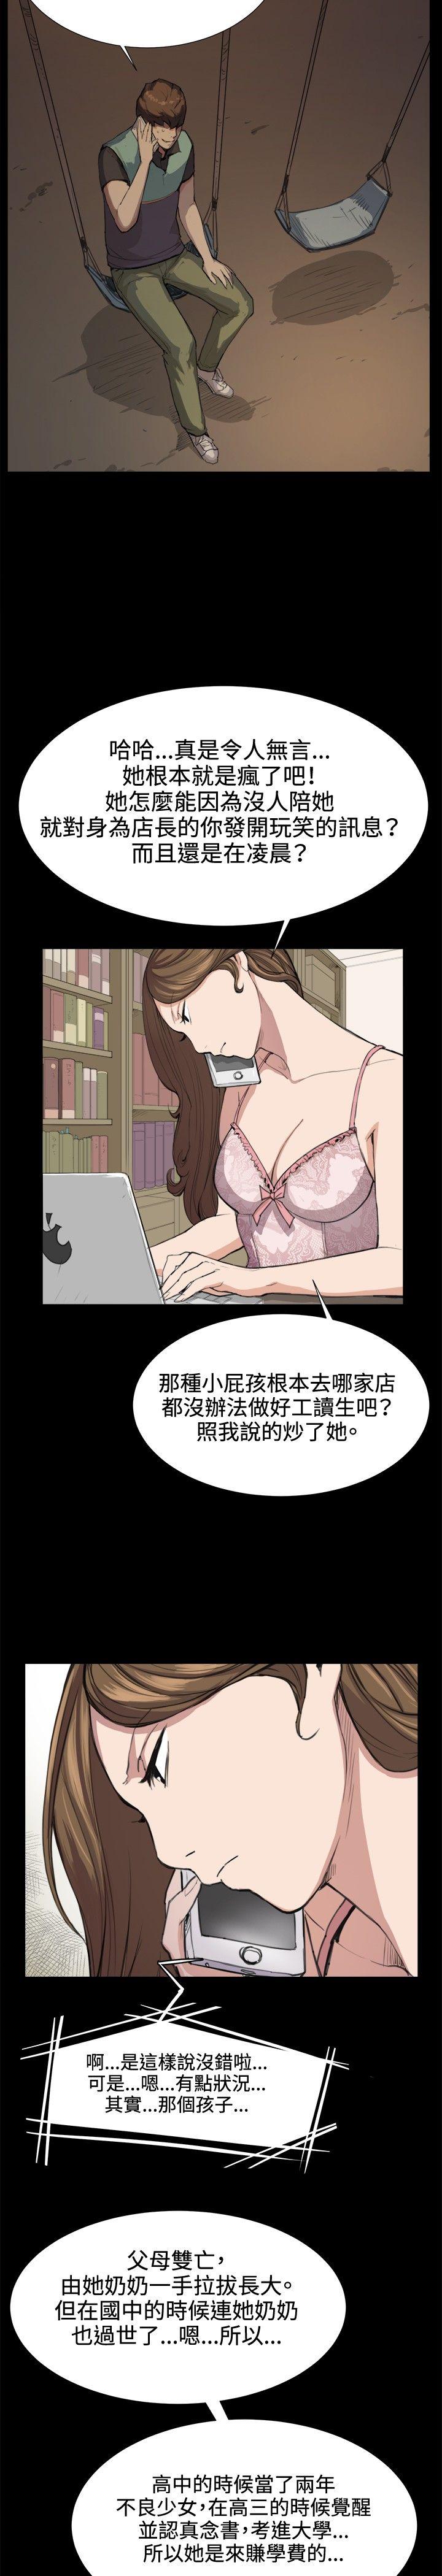 哈哈...真是令人無言...
她根本就是瘋了吧!
她怎麼能因為沒人陪她
就對身為店長的你發開玩笑的訊息?
而且還是在凌晨?
那種小屁孩根本去哪家店
都沒辦法做好工讀生吧?
照我說的炒了她。
啊...是這樣說沒錯啦...
可是...嗯...有點狀況...
其實...那個孩子...
父母雙亡,
由她奶奶一手拉拔長大。
但在國中的時候連她奶奶
也過世了...嗯...所以...
高中的時候當了兩年
不良少女,在高三的時候覺醒
並認真念書,考進大學...
所以她是來賺學費的...